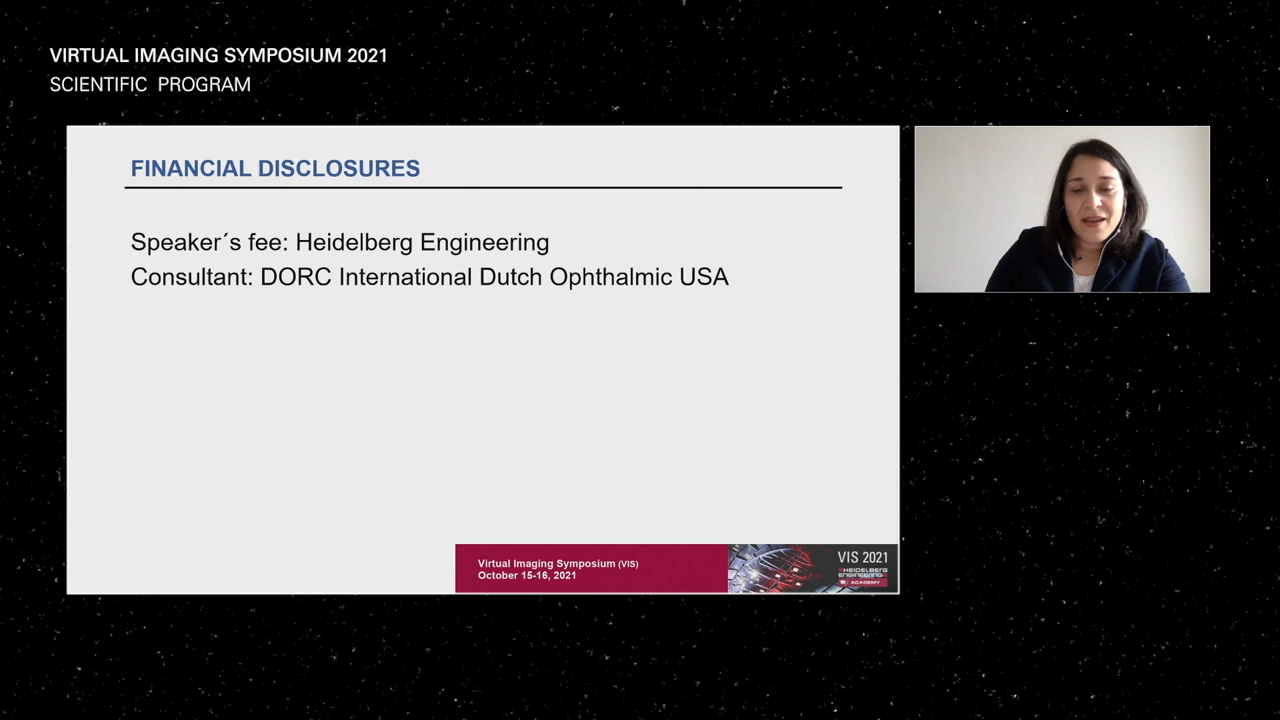 VIRTUAL IMAGING SYMPOSIUM 2021
SCIENTIFIC PROGRAM
FINANCIAL DISCLOSURES
Speaker´s fee: Heidelberg Engineering
Consultant: DORC International Dutch Ophthalmic USA
Virtual Imaging Symposium (VIS)
October 15-16, 2021
VIS 2021
HEIDELBERG
ENGINEERING
ACADEMY